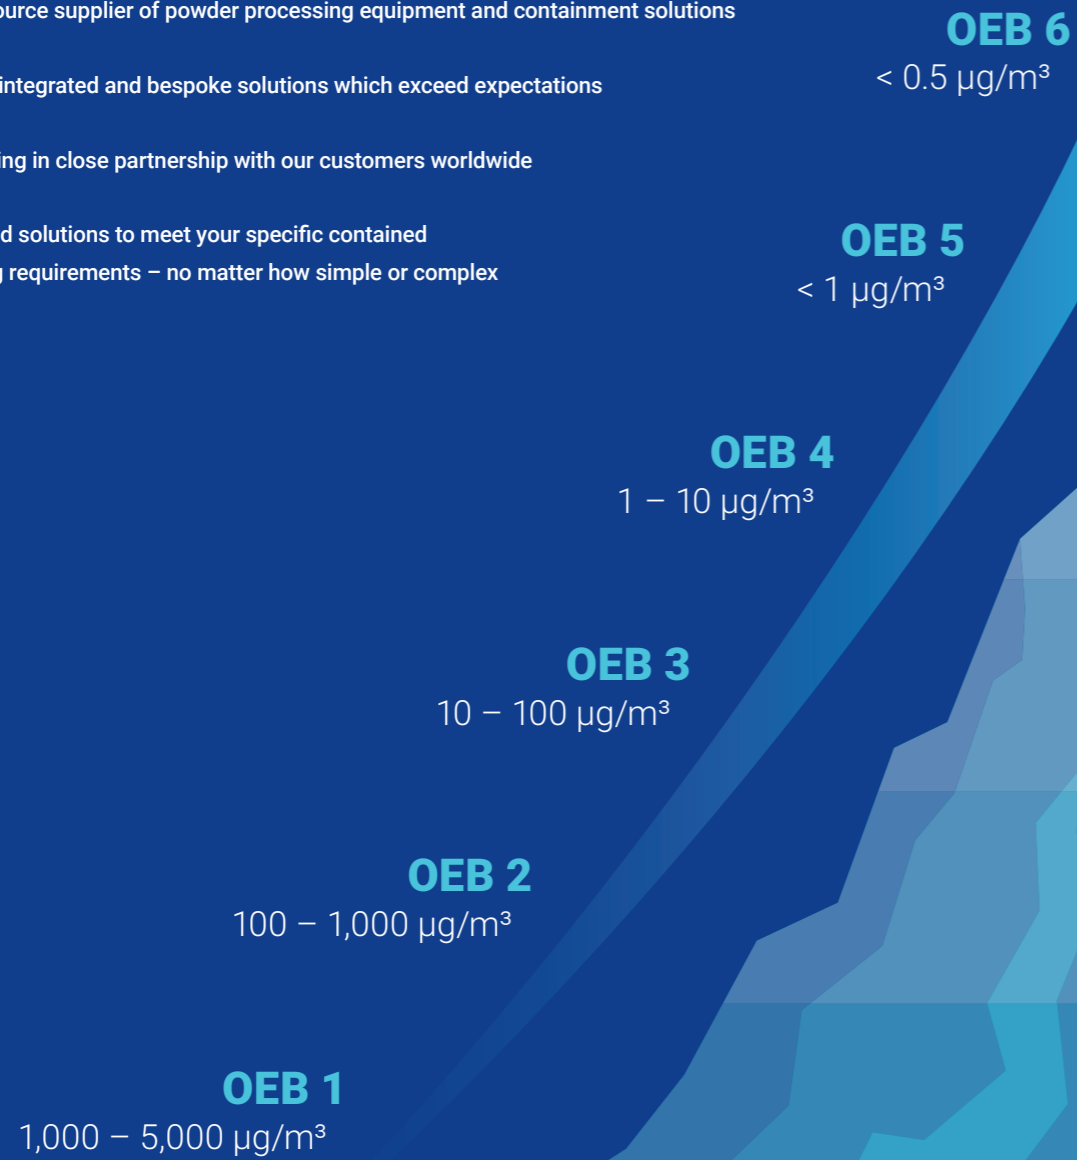 source supplier of powder processing equipment and containment solutions
integrated and bespoke solutions which exceed expectations
in close partnership with our customers worldwide
solutions to meet your specific contained
requirements – no matter how simple or complex
OEB 6
< 0.5 µg/m³
OEB 5
< 1 µg/m³
OEB 4
1 – 10 µg/m³
OEB 3
10 – 100 µg/m³
OEB 2
100 – 1,000 µg/m³
OEB 1
1,000 – 5,000 µg/m³